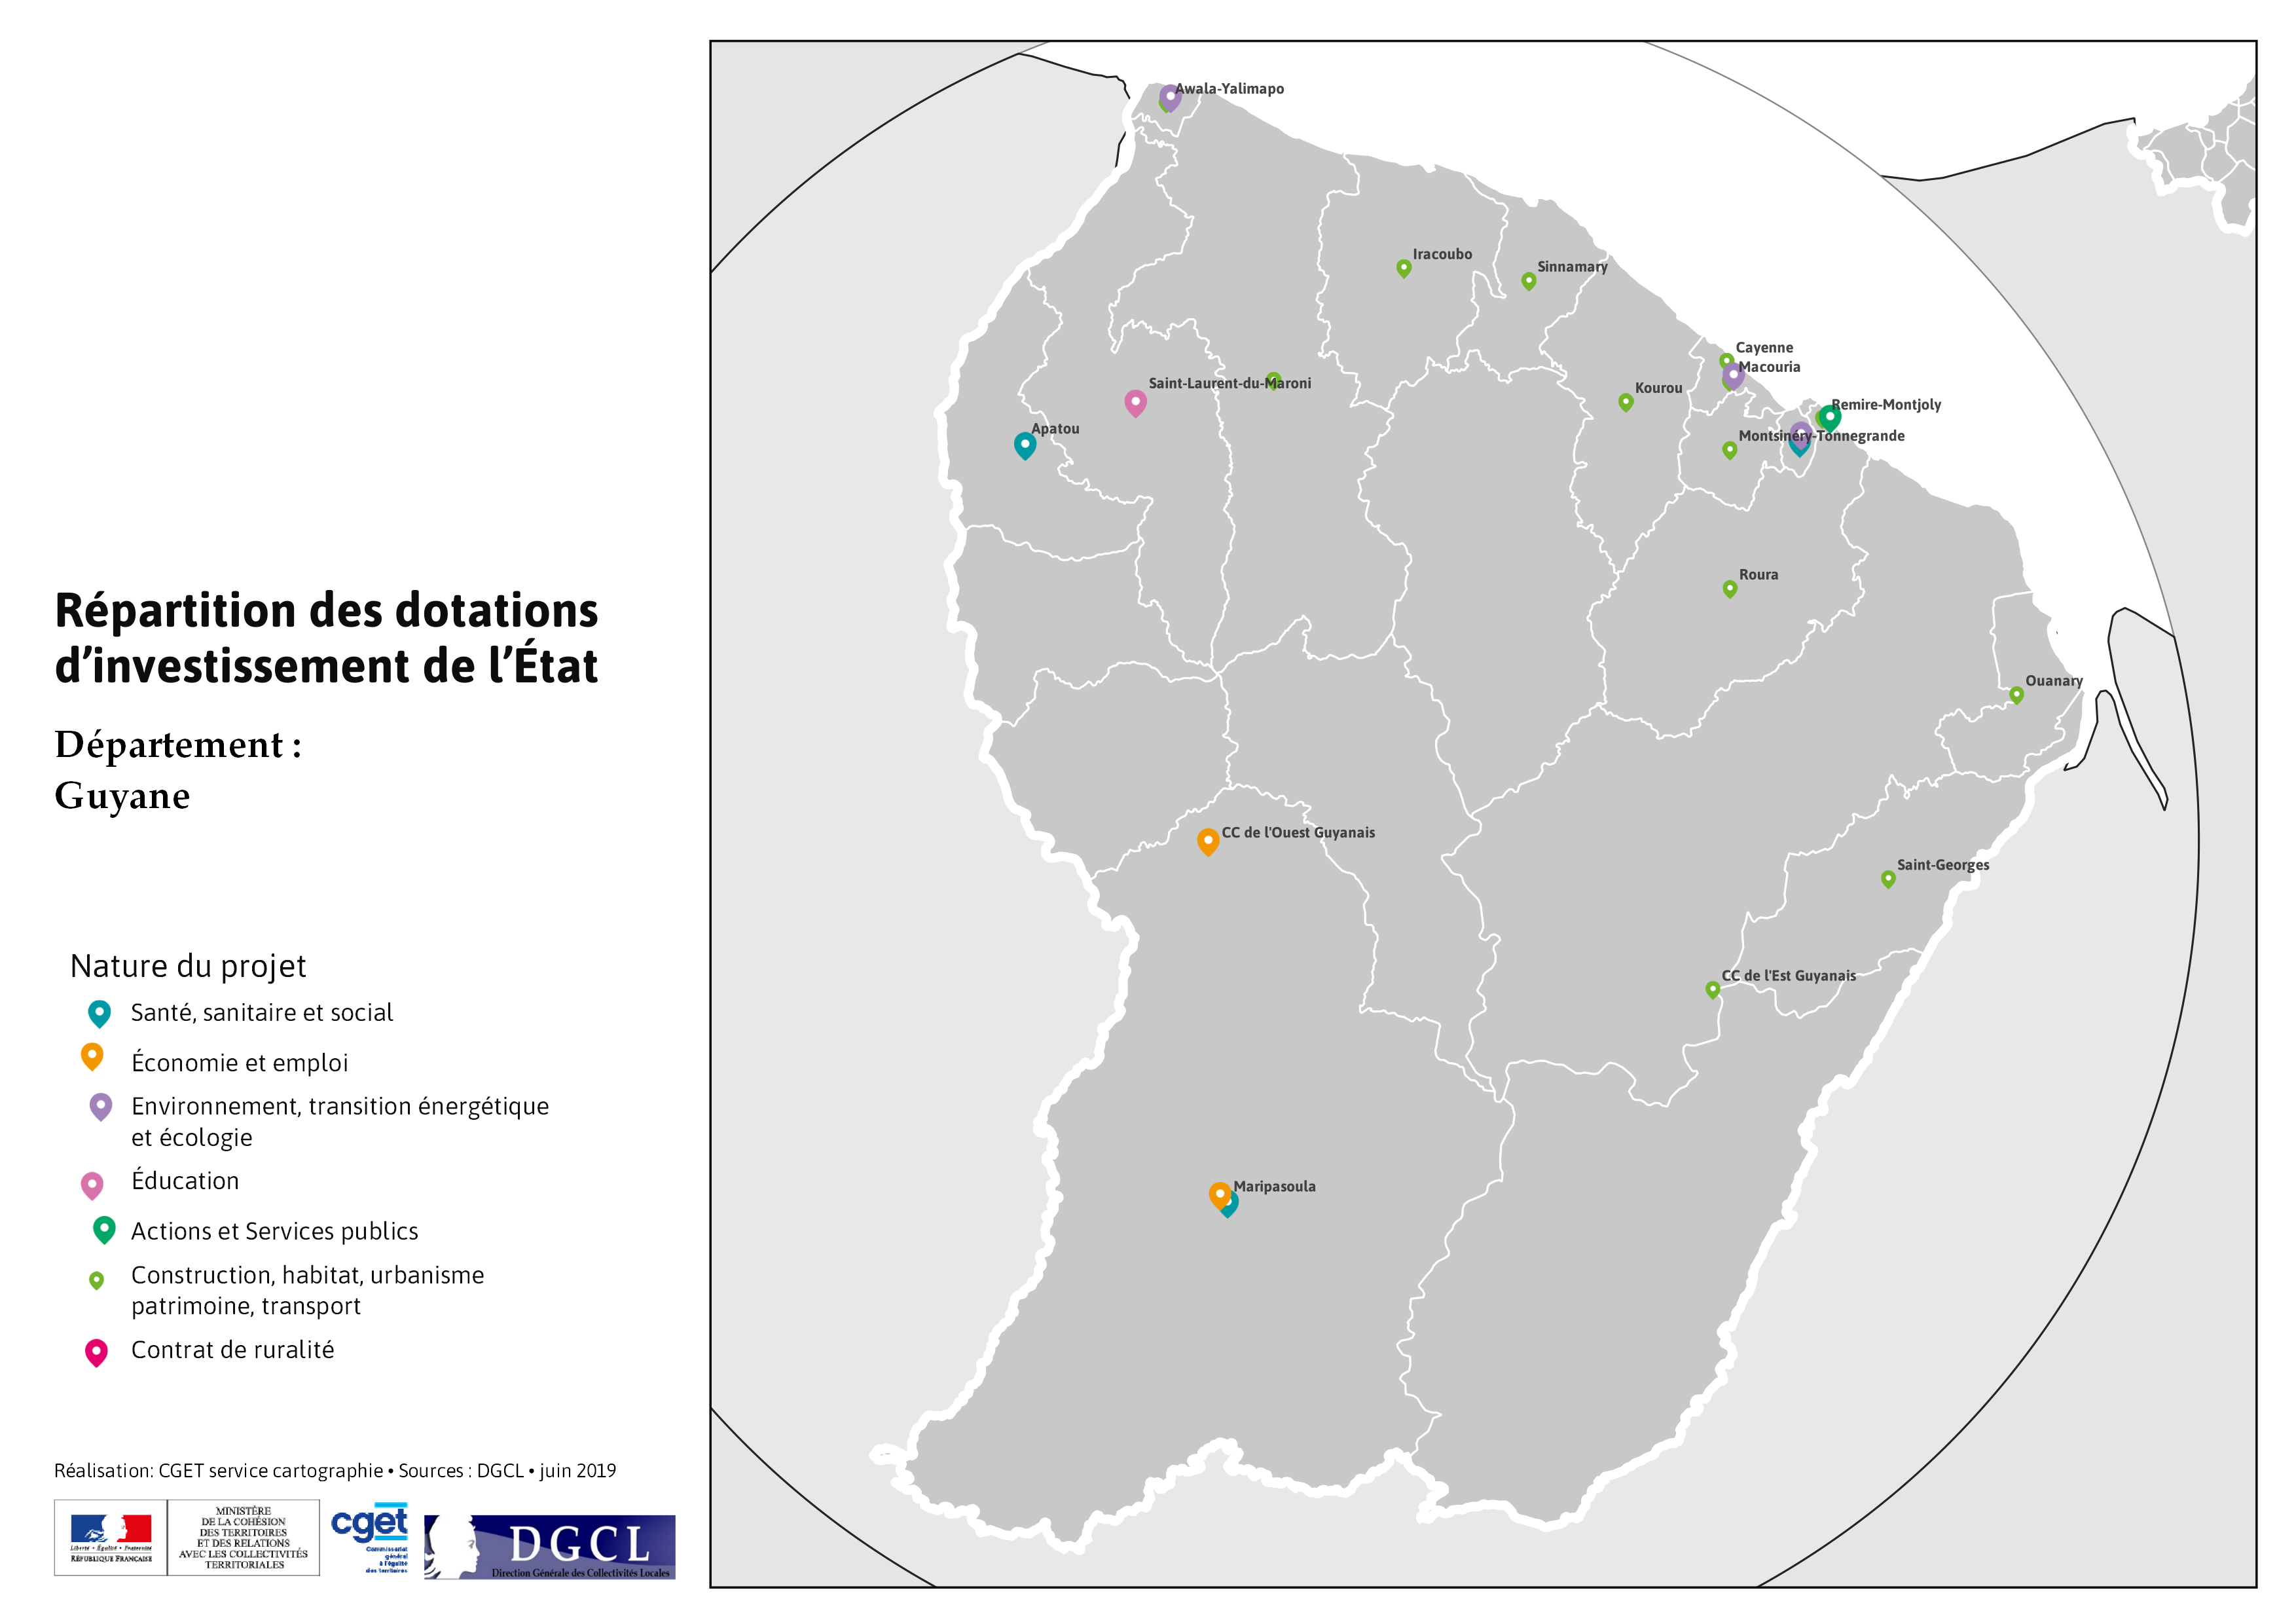 Répartition des dotations
d’investissement de l’État
Département :
Guyane
Nature du projet
Santé, sanitaire et social
Économie et emploi
Environnement, transition énergétique
et écologie
Éducation
Actions et Services publics
Construction, habitat, urbanisme
patrimoine, transport
Contrat de ruralité
Réalisation: CGET service cartographie • Sources : DGCL • juin 2019
Liberté • Égalité • Fraternité
RÉPUBLIQUE FRANÇAISE
MINISTÈRE
DE LA COHÉSION
DES TERRITOIRES
ET DES RELATIONS
AVEC LES COLLECTIVITÉS
TERRITORIALES
cget
Commissariat
général
à l'égalité
des territoires
DGCL
Direction Générale des Collectivités Locales
Awala-Yalimapo
Iracoubo
Sinnamary
Cayenne
Macouria
Saint-Laurent-du-Maroni
Kourou
Remire-Montjoly
Apatou
Montsinéry-Tonnegrande
Roura
Ouanary
CC de l'Ouest Guyanais
Saint-Georges
CC de l'Est Guyanais
Maripasoula